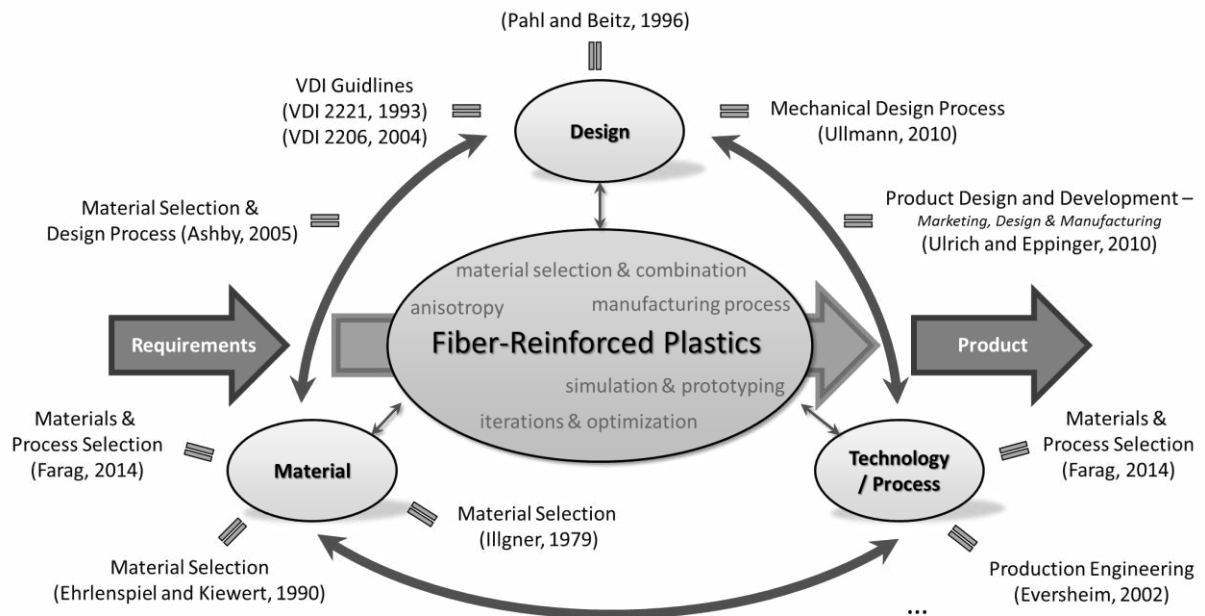 (Pahl and Beitz, 1996)
VDI Guidlines
(VDI 2221, 1993)
(VDI 2206, 2004)
Design
Mechanical Design Process
(Ullmann, 2010)
Material Selection &
Design Process (Ashby, 2005)
Product Design and Development –
Marketing, Design & Manufacturing
(Ulrich and Eppinger, 2010)
material selection & combination
anisotropy
manufacturing process
Requirements
Fiber-Reinforced Plastics
Product
simulation & prototyping
iterations & optimization
Materials &
Process Selection
(Farag, 2014)
Material
Technology
/ Process
Materials &
Process Selection
(Farag, 2014)
Material Selection
(Illgner, 1979)
Material Selection
(Ehrlenspiel and Kiewert, 1990)
Production Engineering
(Eversheim, 2002)
...